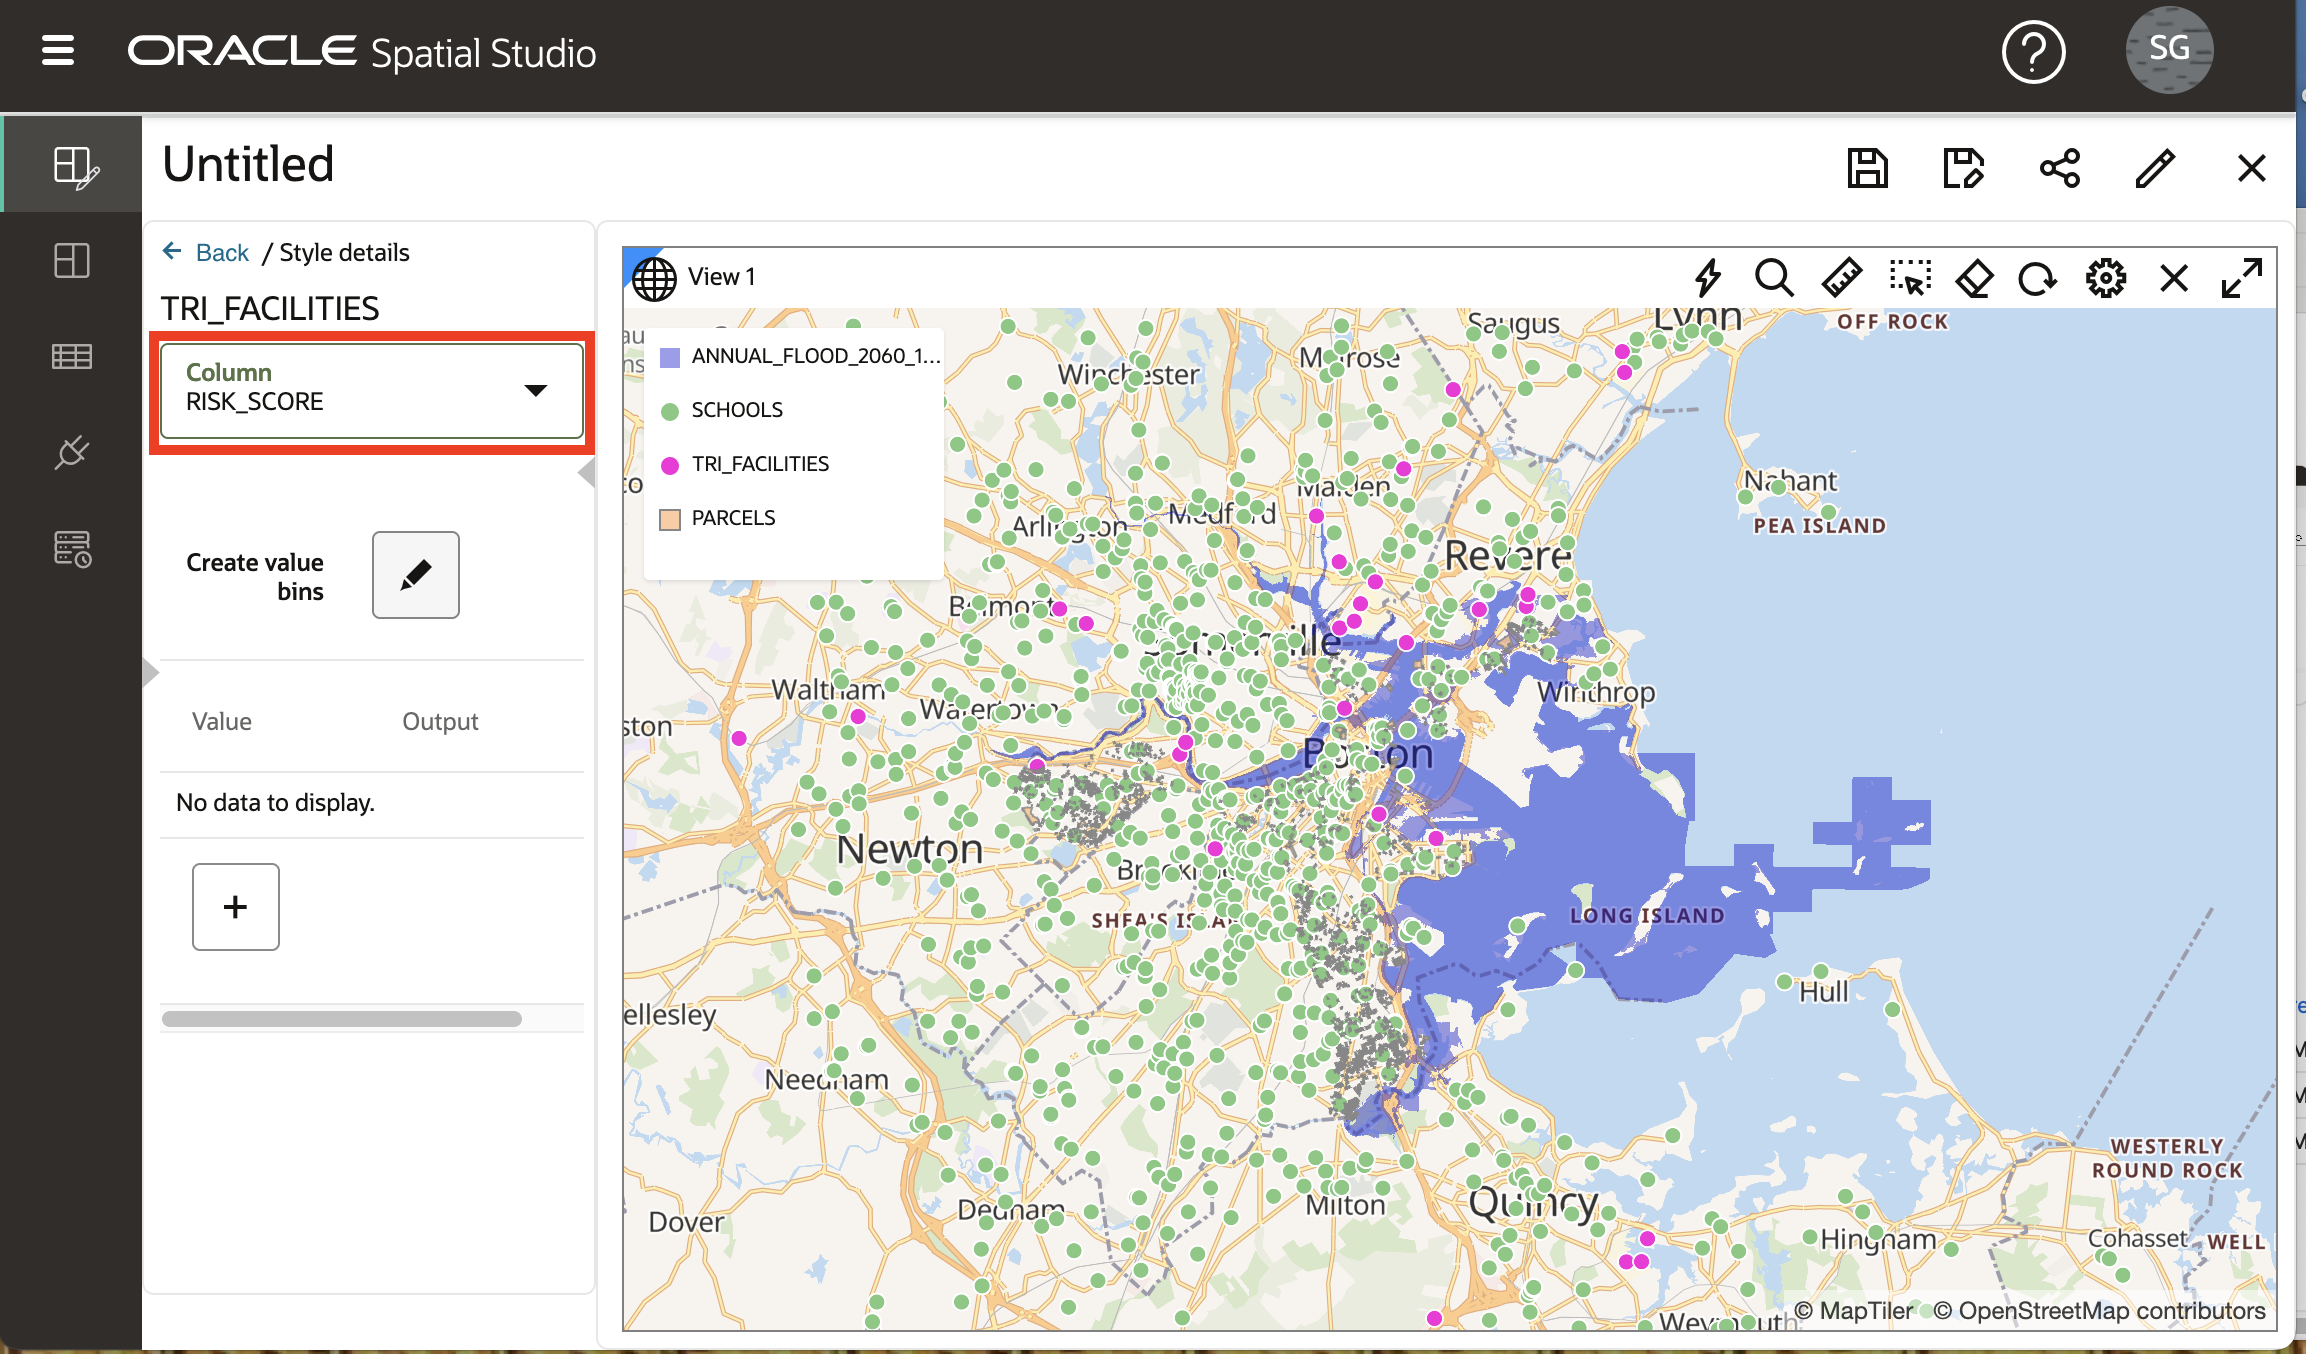 ORACLE Spatial Studio
SG
Untitled
Back / Style details
TRI_FACILITIES
Column
RISK_SCORE
Create value
bins
Value Output
No data to display.
View 1
ANNUAL_FLOOD_2060_1...
SCHOOLS
TRI_FACILITIES
PARCELS
Saugus
Lynn
OFF ROCK
Melrose
Winchester
Nahant
Malden
PEA ISLAND
Medford
Arlington
Revere
Belmont
Somerville
Waltham
Winthrop
Watertown
ston
Boston
Newton
Brookline
SHEA'S ISLA
LONG ISLAND
Hull
ellesley
Needham
WESTERLY
ROUND ROCK
Milton
Quincy
Dedham
Dover
Hingham
Cohasset
WELL
© MapTiler © OpenStreetMap contributors
Weymouth